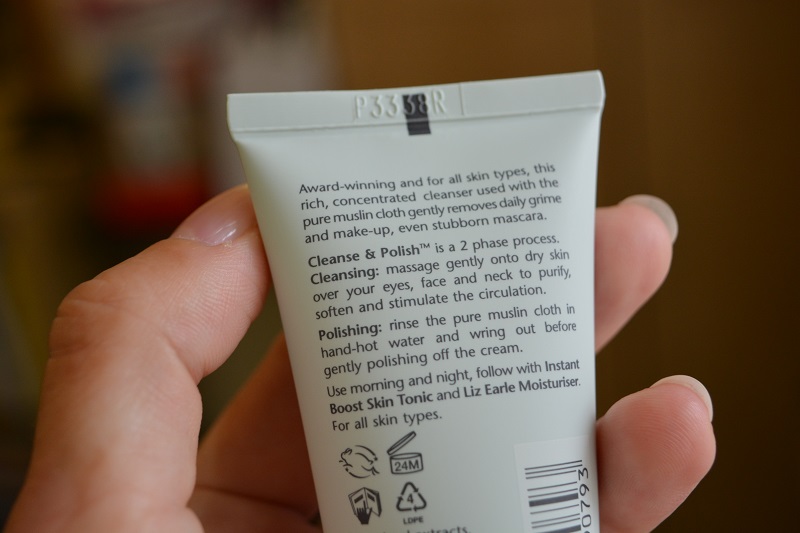 P3338R
Award-winning and for all skin types, this
rich, concentrated cleanser used with the
pure muslin cloth gently removes daily grime
and make-up, even stubborn mascara.
Cleanse & Polish™ is a 2 phase process.
Cleansing: massage gently onto dry skin
over your eyes, face and neck to purify,
soften and stimulate the circulation.
Polishing: rinse the pure muslin cloth in
hand-hot water and wring out before
gently polishing off the cream.
Use morning and night, follow with Instant
Boost Skin Tonic and Liz Earle Moisturiser.
For all skin types.
24M
4
LDPE
extracts.